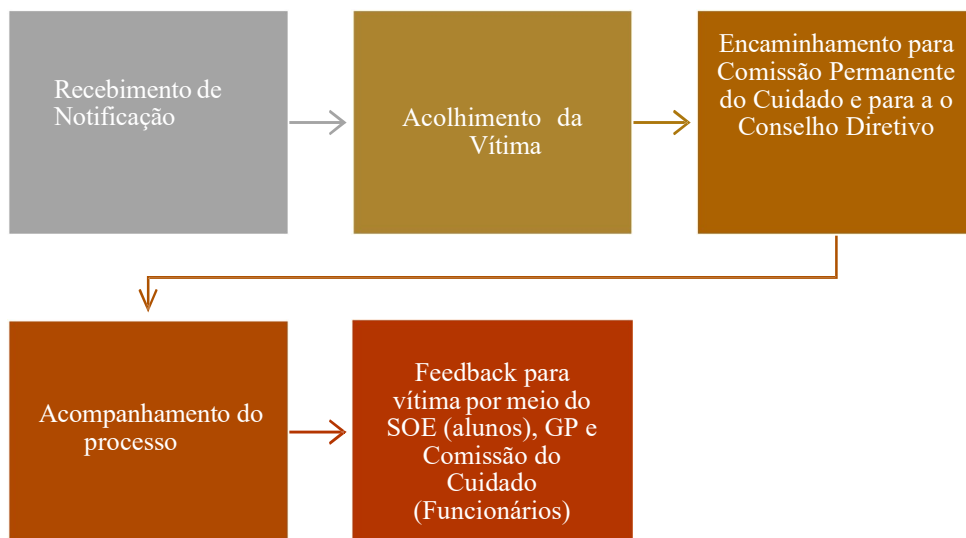 Recebimento de
Notificação
Acolhimento da
Vítima
Encaminhamento para
Comissão Permanente
do Cuidado e para a o
Conselho Diretivo
Acompanhamento do
processo
Feedback para
vítima por meio do
SOE (alunos), GP e
Comissão do
Cuidado
(Funcionários)